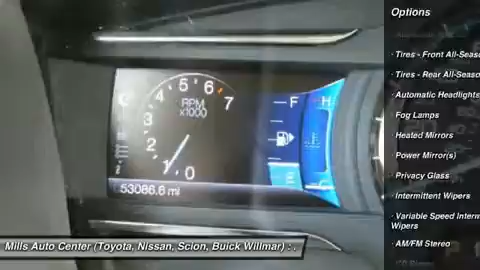 Options
Tires - Front All-Seaso
Tires - Rear All-Seaso
Automatic Headlights
Fog Lamps
Heated Mirrors
Power Mirror(s)
Privacy Glass
Intermittent Wipers
Variable Speed Interm
Wipers
AM/FM Stereo
5 6
4 7
RPM
x1000
3
2
1
0
F H
53086.6 mi
Mills Auto Center (Toyota, Nissan, Scion, Buick Willmar) : .